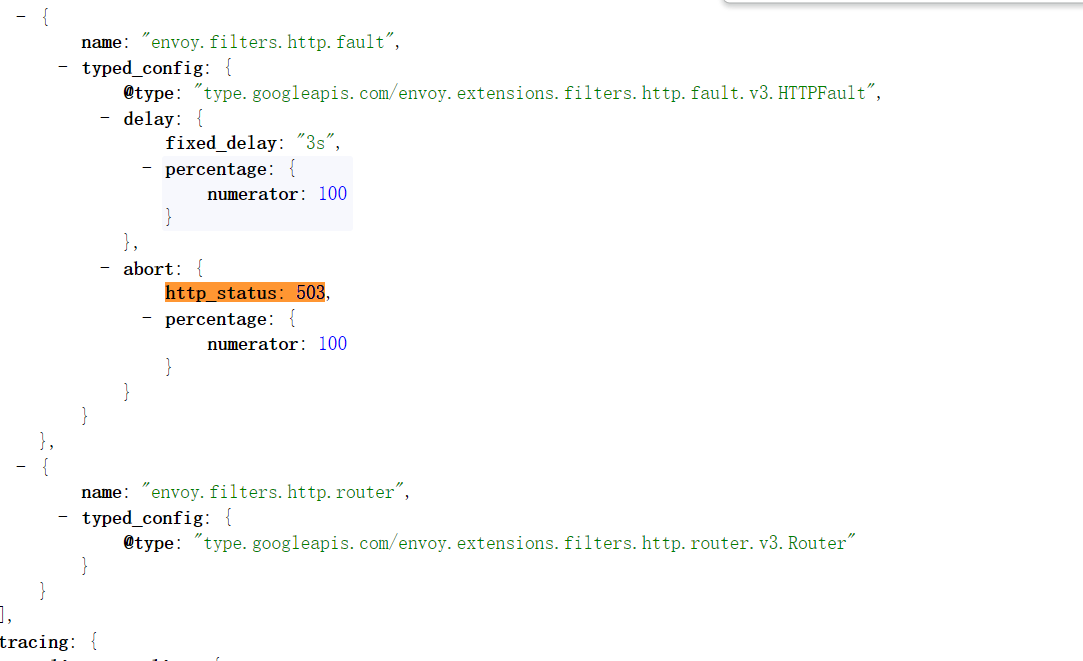 - {
name: "envoy.filters.http.fault",
- typed_config: {
@type: "type.googleapis.com/envoy.extensions.filters.http.fault.v3.HTTPFault",
- delay: {
fixed_delay: "3s",
- percentage: {
numerator: 100
}
},
- abort: {
http_status: 503,
- percentage: {
numerator: 100
}
}
}
},
- {
name: "envoy.filters.http.router",
- typed_config: {
@type: "type.googleapis.com/envoy.extensions.filters.http.router.v3.Router"
}
}
],
tracing: {